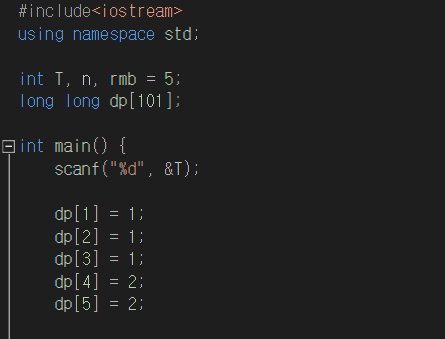 #include<iostream>
using namespace std;
int T, n, rmb = 5;
long long dp[101];
int main() {
scanf("%d", &T);
dp[1] = 1;
dp[2] = 1;
dp[3] = 1;
dp[4] = 2;
dp[5] = 2;